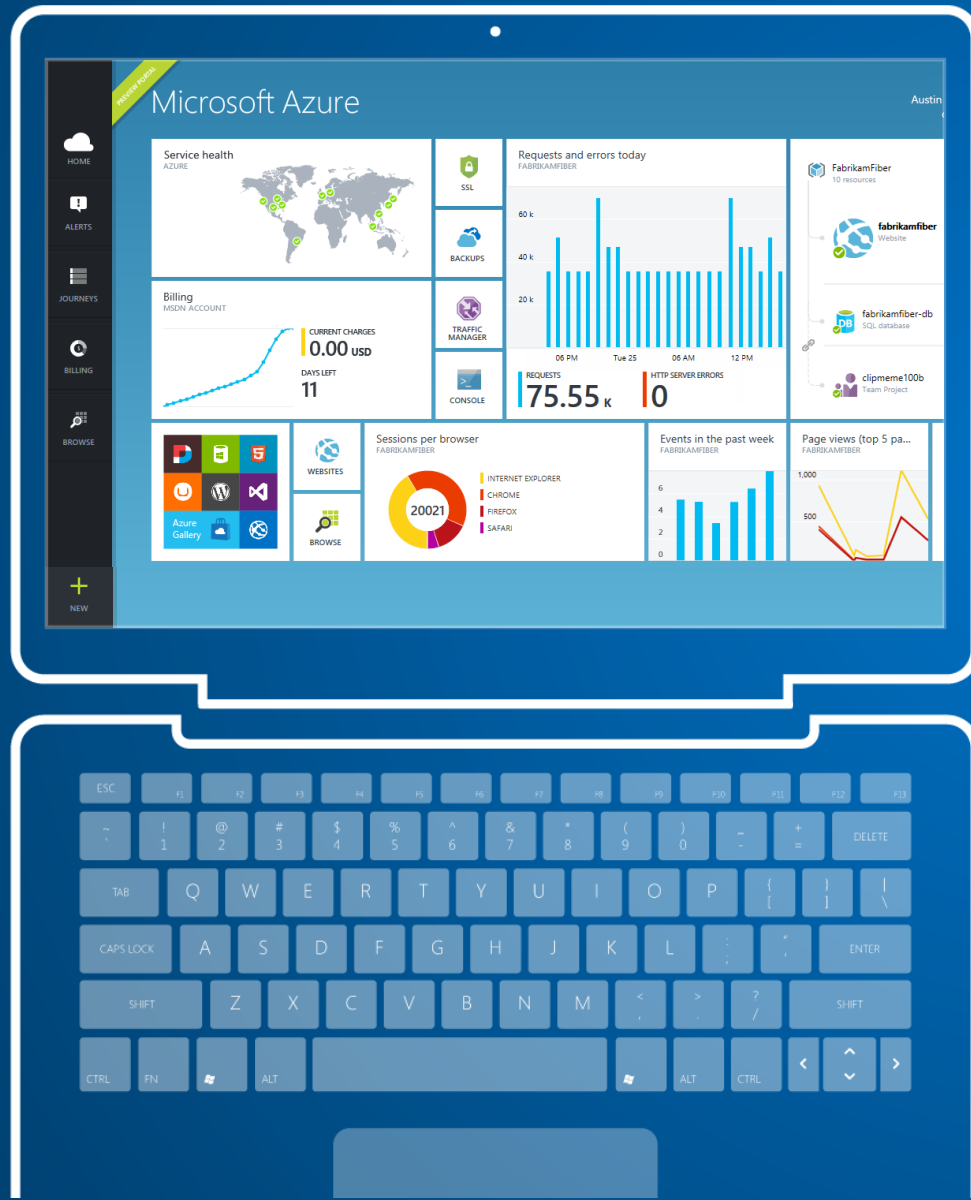 PREVIEW PORTAL
Microsoft Azure
Austin
HOME
ALERTS
JOURNEYS
BILLING
BROWSE
NEW
Service health
AZURE
SSL
BACKUPS
TRAFFIC
MANAGER
CONSOLE
Requests and errors today
FABRIKAMFIBER
60 k
40 k
20 k
06 PM Tue 25 06 AM 12 PM
REQUESTS
75.55 K
HTTP SERVER ERRORS
0
FabrikamFiber
10 resources
fabrikamfiber
Website
DB
fabrikamfiber-db
SQL database
clipmeme100b
Team Project
Billing
MSDN ACCOUNT
CURRENT CHARGES
0.00 USD
DAYS LEFT
11
Azure
Gallery
WEBSITES
BROWSE
Sessions per browser
FABRIKAMFIBER
20021
INTERNET EXPLORER
CHROME
FIREFOX
SAFARI
Events in the past week
FABRIKAMFIBER
6
4
2
0
Page views (top 5 pa...
FABRIKAMFIBER
1,000
500
ESC F1 F2 F3 F4 F5 F6 F7 F8 F9 F10 F11 F12 F13
~ ! @ # $ % ^ & * ( ) _ +
` 1 2 3 4 5 6 7 8 9 0 - = DELETE
TAB Q W E R T Y U I O P { } |
[ ] \
CAPS LOCK A S D F G H J K L : " ENTER
; '
SHIFT Z X C V B N M < > ? SHIFT
, . /
CTRL FN ALT ALT CTRL